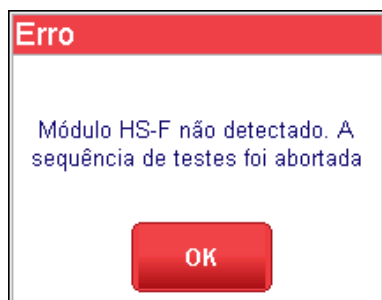 Erro
Módulo HS-F não detectado. A
sequência de testes foi abortada
OK